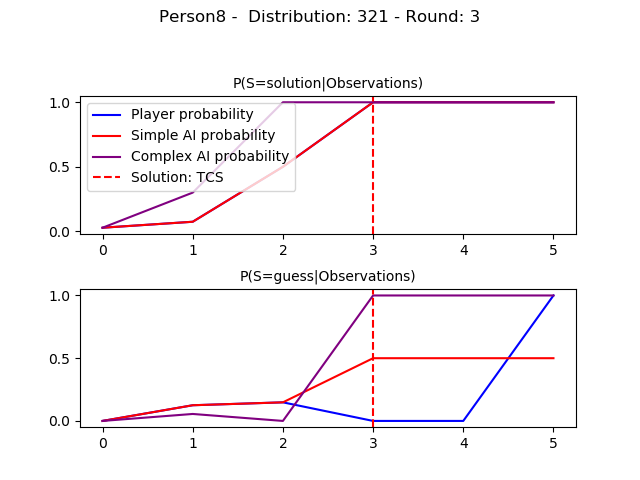 Person8 -  Distribution: 321 - Round: 3
P(S=solution|Observations)
1.0
0.5
0.0
Player probability
Simple AI probability
Complex AI probability
Solution: TCS
0 1 2 3 4 5
P(S=guess|Observations)
1.0
0.5
0.0
0 1 2 3 4 5